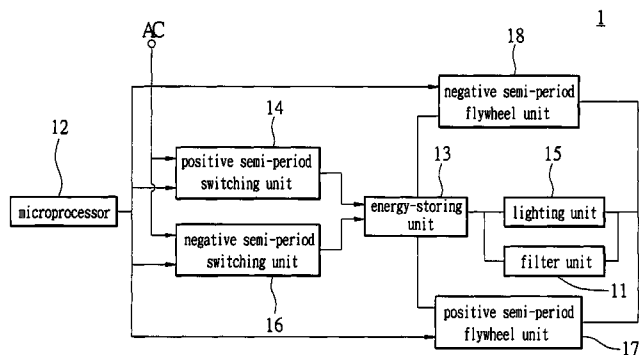 1
AC
18
negative semi-period
flywheel unit
14
12
positive semi-period
switching unit
13
15
microprocessor
energy-storing
unit
lighting unit
negative semi-period
switching unit
filter unit
11
16
positive semi-period
flywheel unit
17